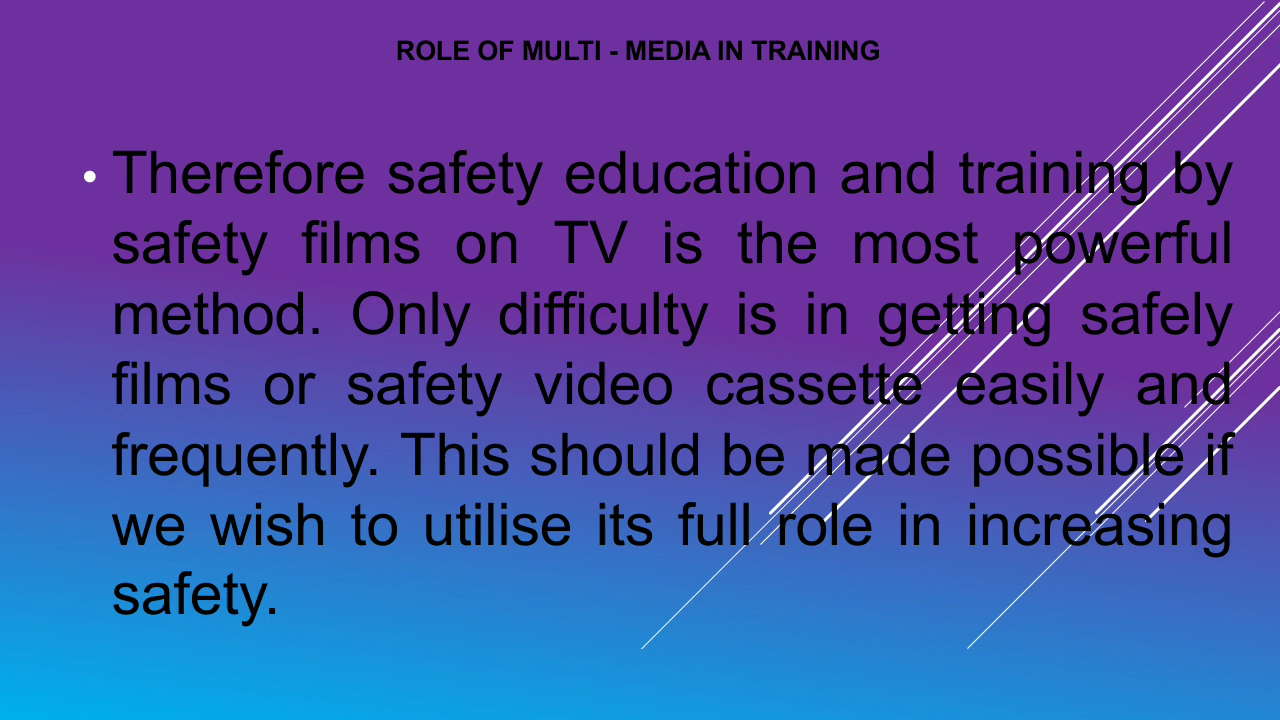 ROLE OF MULTI - MEDIA IN TRAINING
• Therefore safety education and training by
safety films on TV is the most powerful
method. Only difficulty is in getting safely
films or safety video cassette easily and
frequently. This should be made possible if
we wish to utilise its full role in increasing
safety.